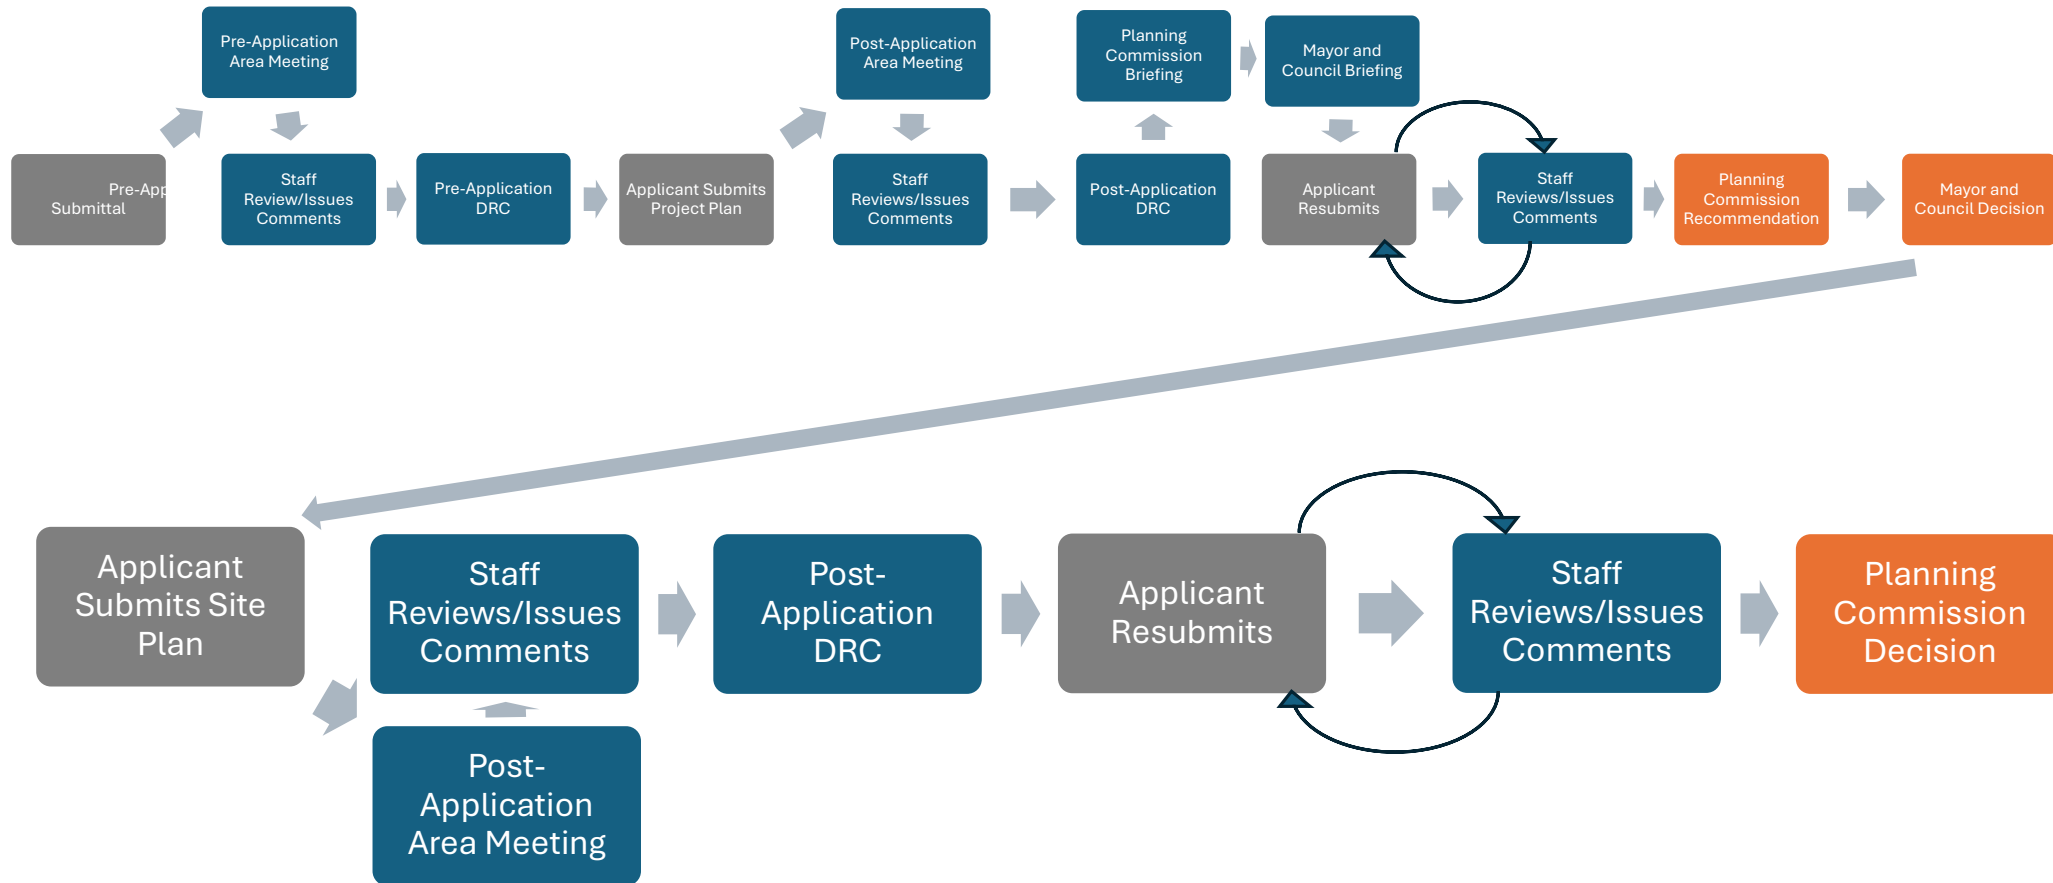 Pre-Application
Area Meeting
Post-Application
Area Meeting
Planning
Commission
Briefing
Mayor and
Council Briefing
Pre-App
Submittal
Staff
Review/Issues
Comments
Pre-Application
DRC
Applicant Submits
Project Plan
Staff
Reviews/Issues
Comments
Post-Application
DRC
Applicant
Resubmits
Staff
Reviews/Issues
Comments
Planning
Commission
Recommendation
Mayor and
Council Decision
Applicant
Submits Site
Plan
Staff
Reviews/Issues
Comments
Post-
Application
DRC
Applicant
Resubmits
Staff
Reviews/Issues
Comments
Planning
Commission
Decision
Post-
Application
Area Meeting